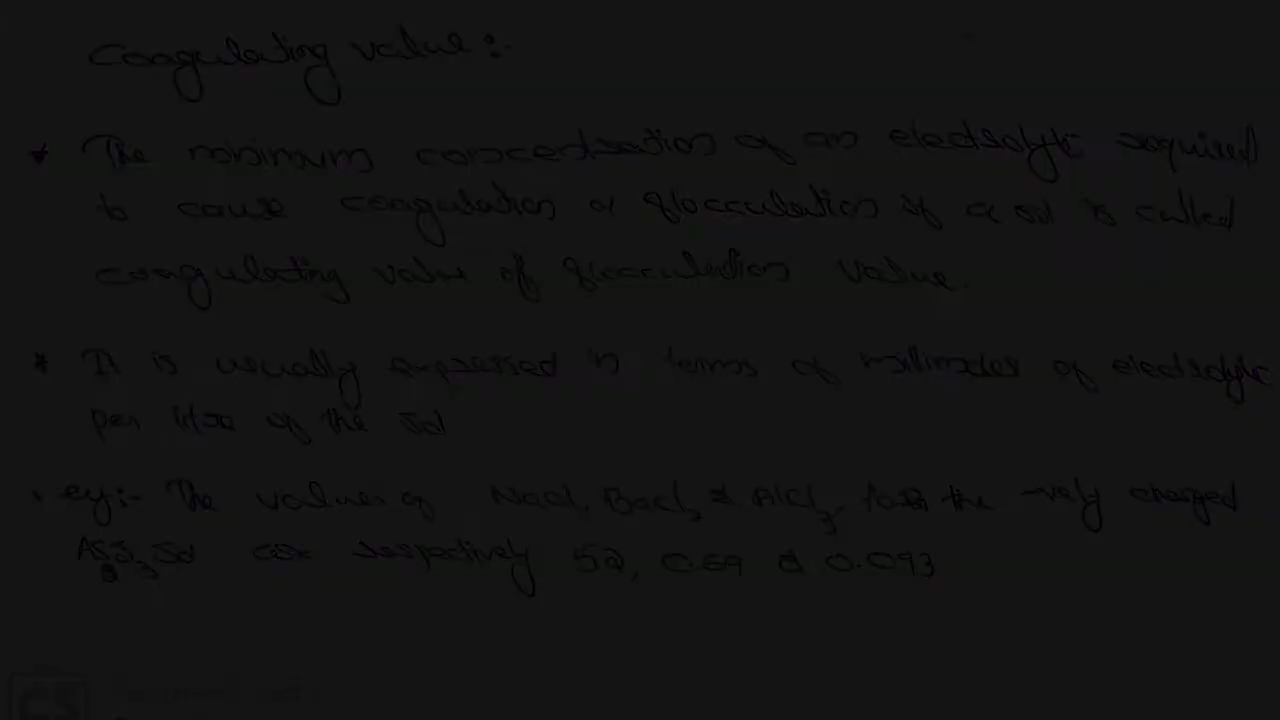 Coagulating value :-
* The minimum concentration of an electrolyte required
to cause coagulation or flocculation of a sol is called
coagulating value of flocculation value.
* It is usually expressed in terms of millimoles of electrolyte
per litre of the sol
eg:- The values of NaCl, BaCl2 & AlCl3, for the -vely charged
As2S3 sol are respectively 52, 0.69 & 0.093